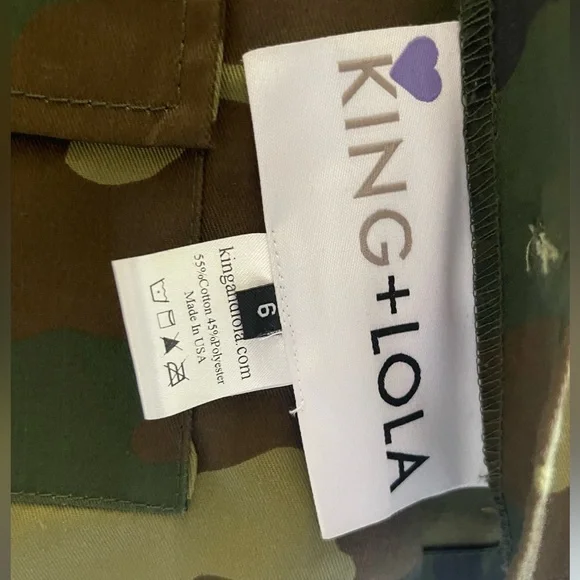 KING+LOLA
6
kingandlola.com
55%Cotton 45%Polyester
Made In USA